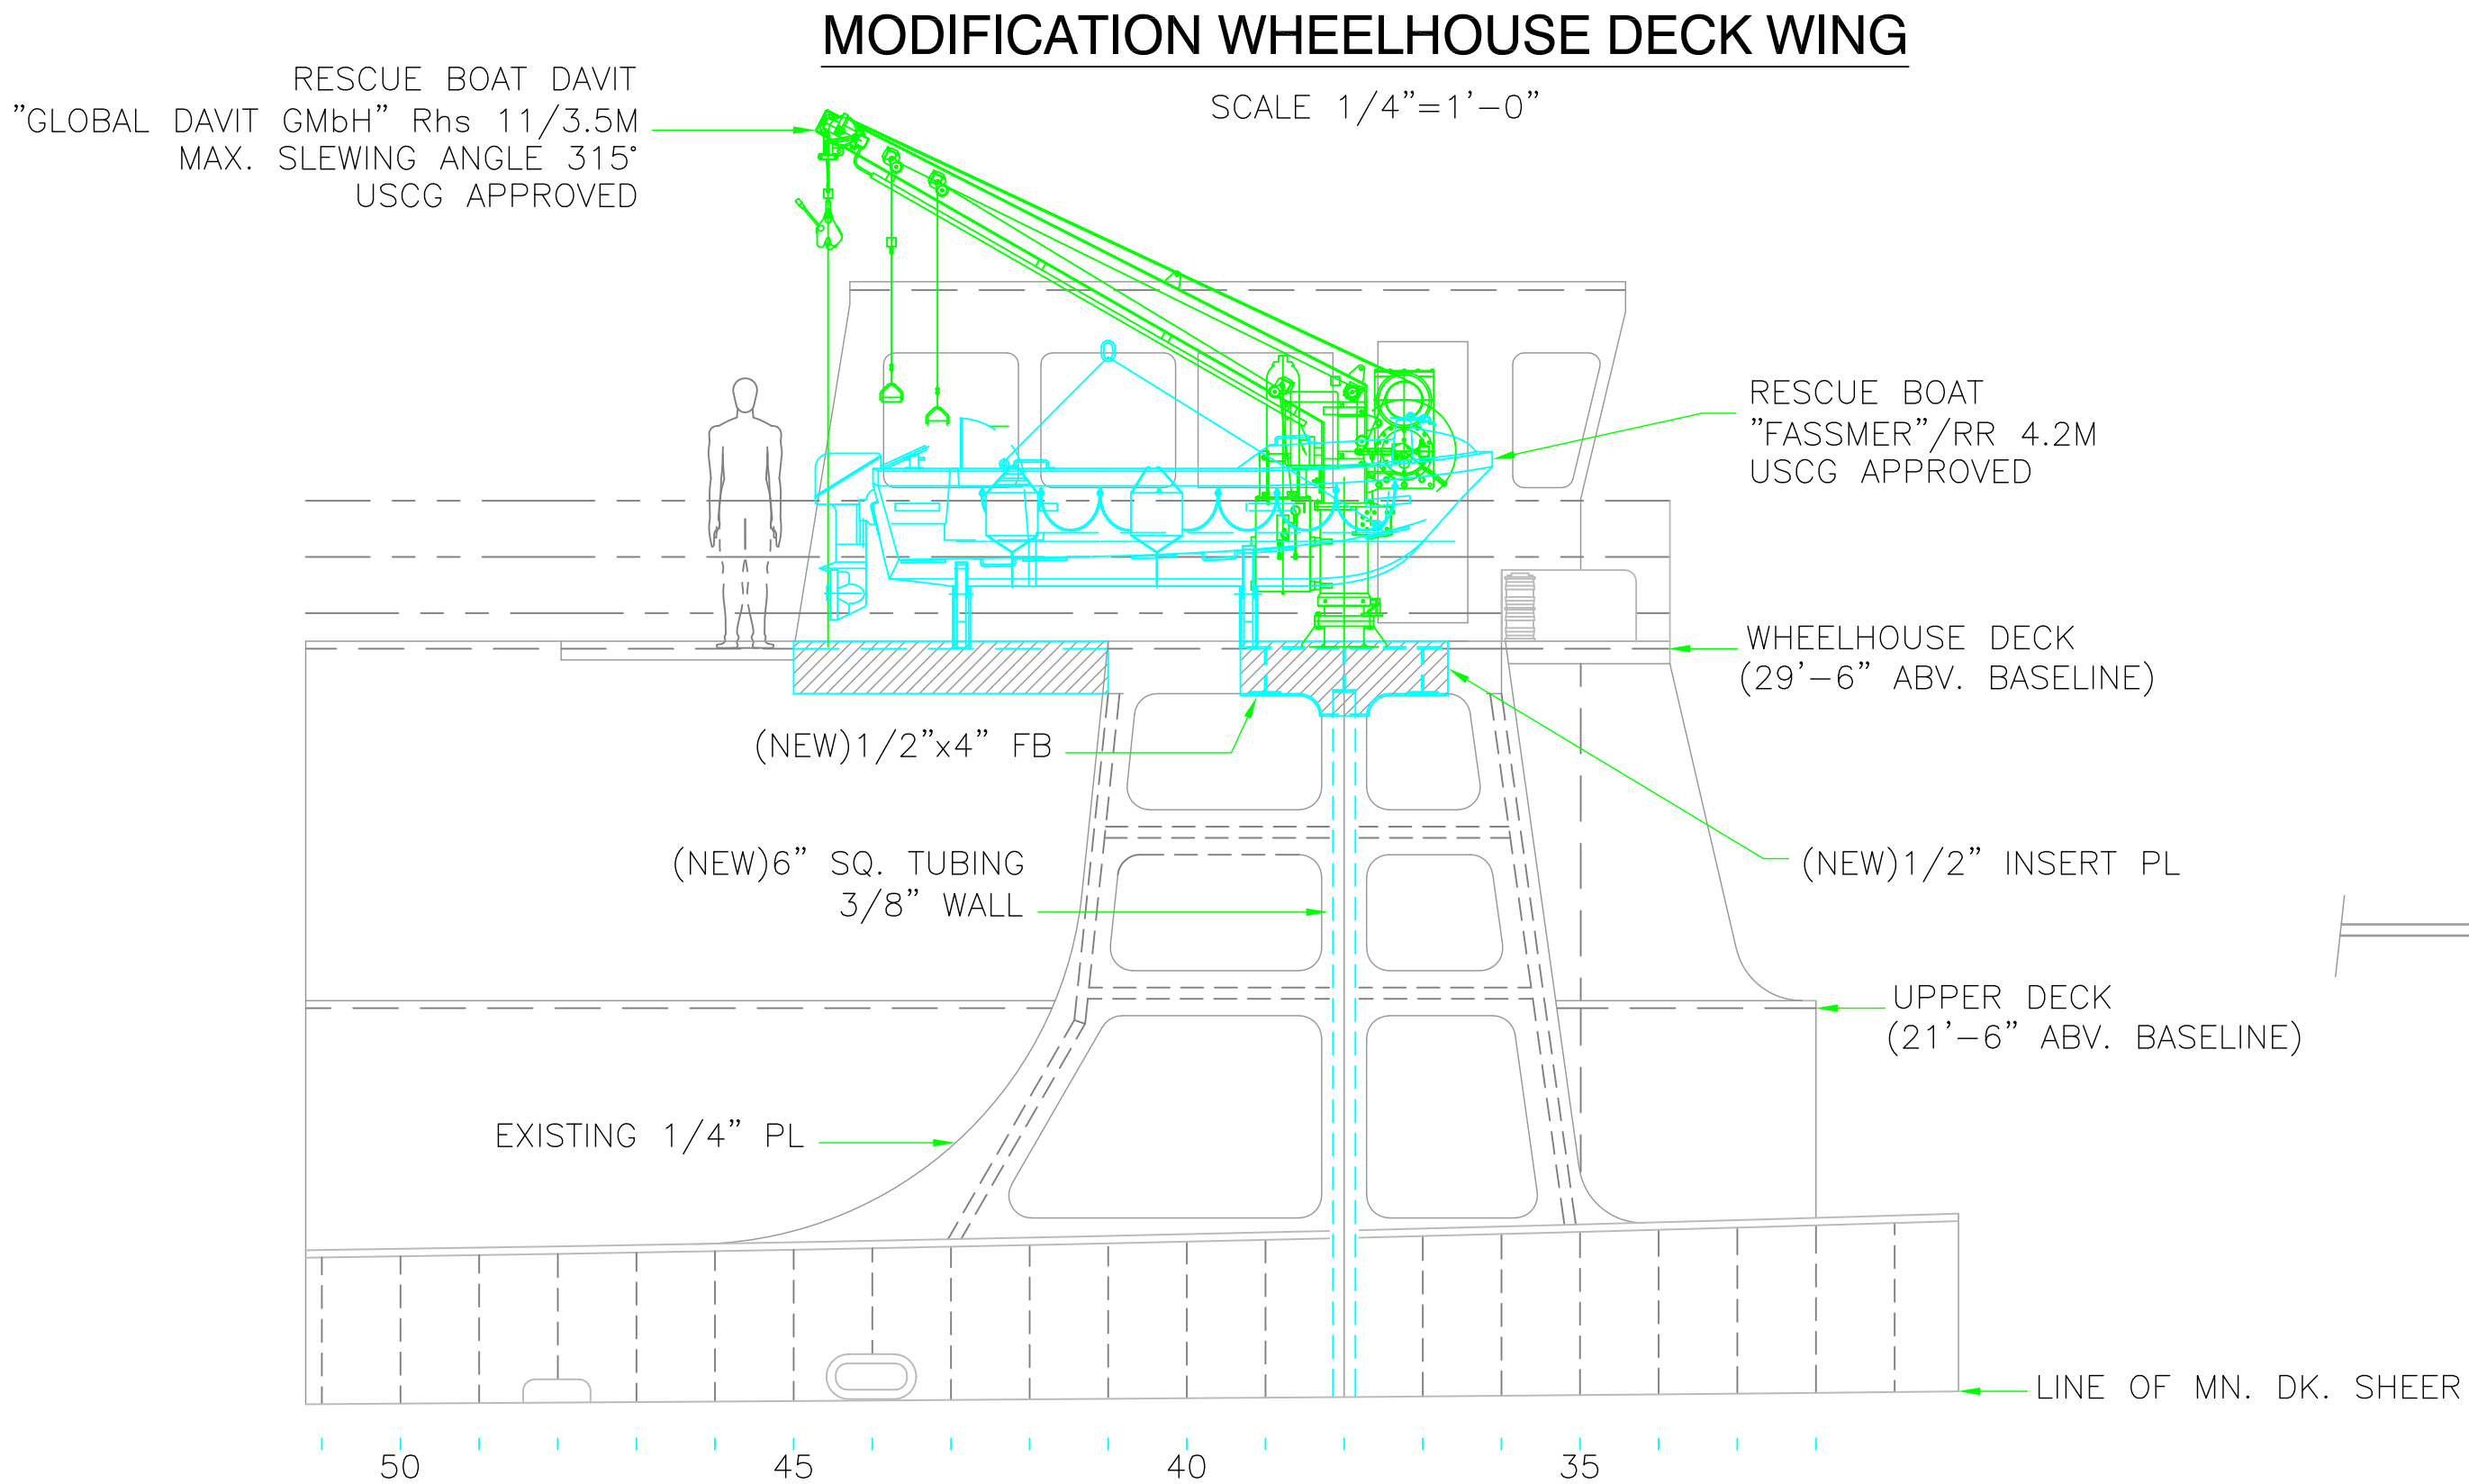 MODIFICATION WHEELHOUSE DECK WING
SCALE 1/4"=1'-0"
RESCUE BOAT DAVIT
"GLOBAL DAVIT GMbH" Rhs 11/3.5M
MAX. SLEWING ANGLE 315°
USCG APPROVED
RESCUE BOAT
"FASSMER"/RR 4.2M
USCG APPROVED
WHEELHOUSE DECK
(29'-6" ABV. BASELINE)
(NEW)1/2"x4" FB
(NEW)6" SQ. TUBING
3/8" WALL
(NEW)1/2" INSERT PL
UPPER DECK
(21'-6" ABV. BASELINE)
EXISTING 1/4" PL
LINE OF MN. DK. SHEER
50 45 40 35